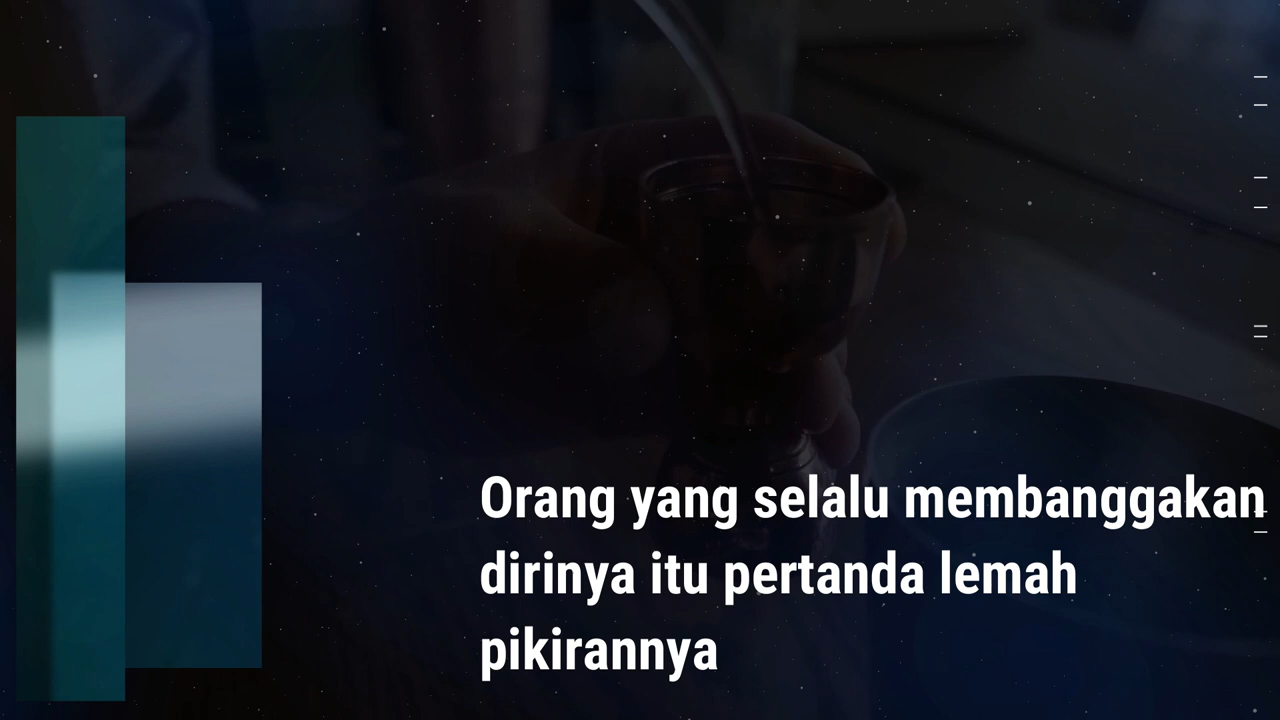 Orang yang selalu membanggakan
dirinya itu pertanda lemah
pikirannya